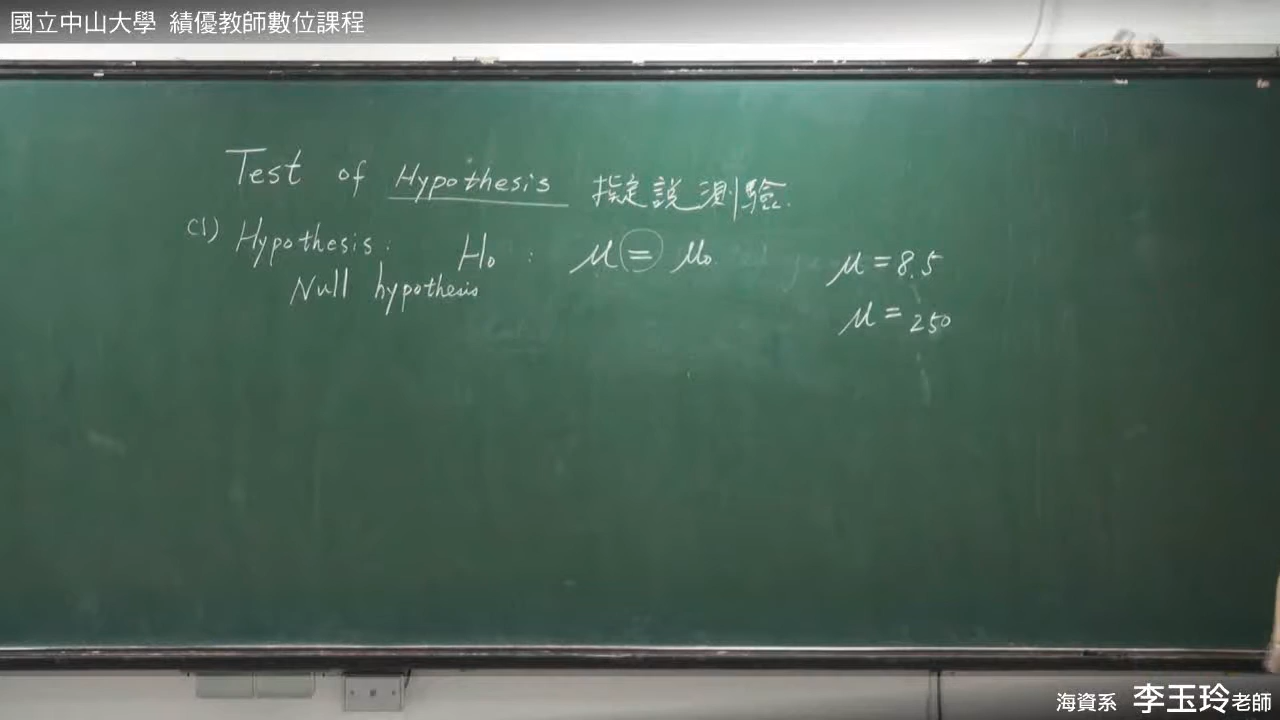 國立中山大學 績優教師數位課程
Test of Hypothesis 擬說測驗.
(1) Hypothesis: H₀ : μ = μ₀.
Null hypothesis
μ = 8.5
μ = 250
海資系 李玉玲老師